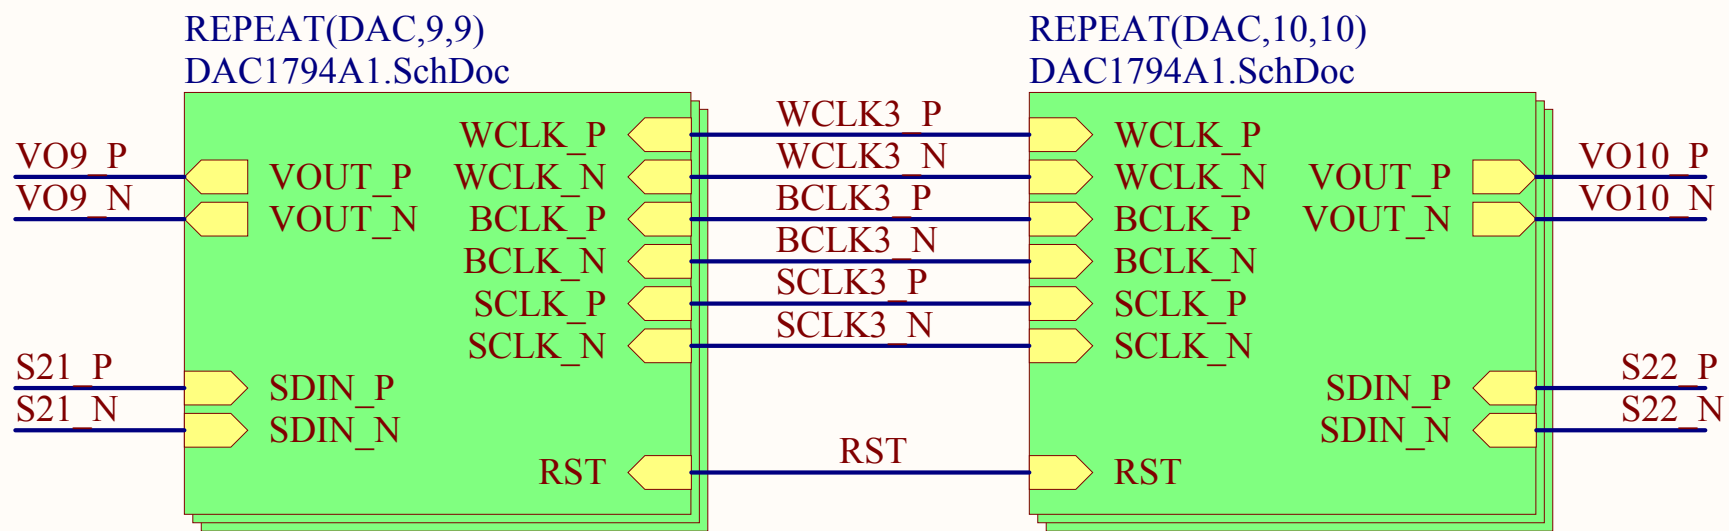 REPEAT(DAC,9,9)
DAC1794A1.SchDoc
REPEAT(DAC,10,10)
DAC1794A1.SchDoc
VO9_P
VO9_N
S21_P
S21_N
VOUT_P
VOUT_N
SDIN_P
SDIN_N
WCLK_P
WCLK_N
BCLK_P
BCLK_N
SCLK_P
SCLK_N
RST
WCLK3_P
WCLK3_N
BCLK3_P
BCLK3_N
SCLK3_P
SCLK3_N
RST
WCLK_P
WCLK_N
BCLK_P
BCLK_N
SCLK_P
SCLK_N
RST
VOUT_P
VOUT_N
SDIN_P
SDIN_N
VO10_P
VO10_N
S22_P
S22_N